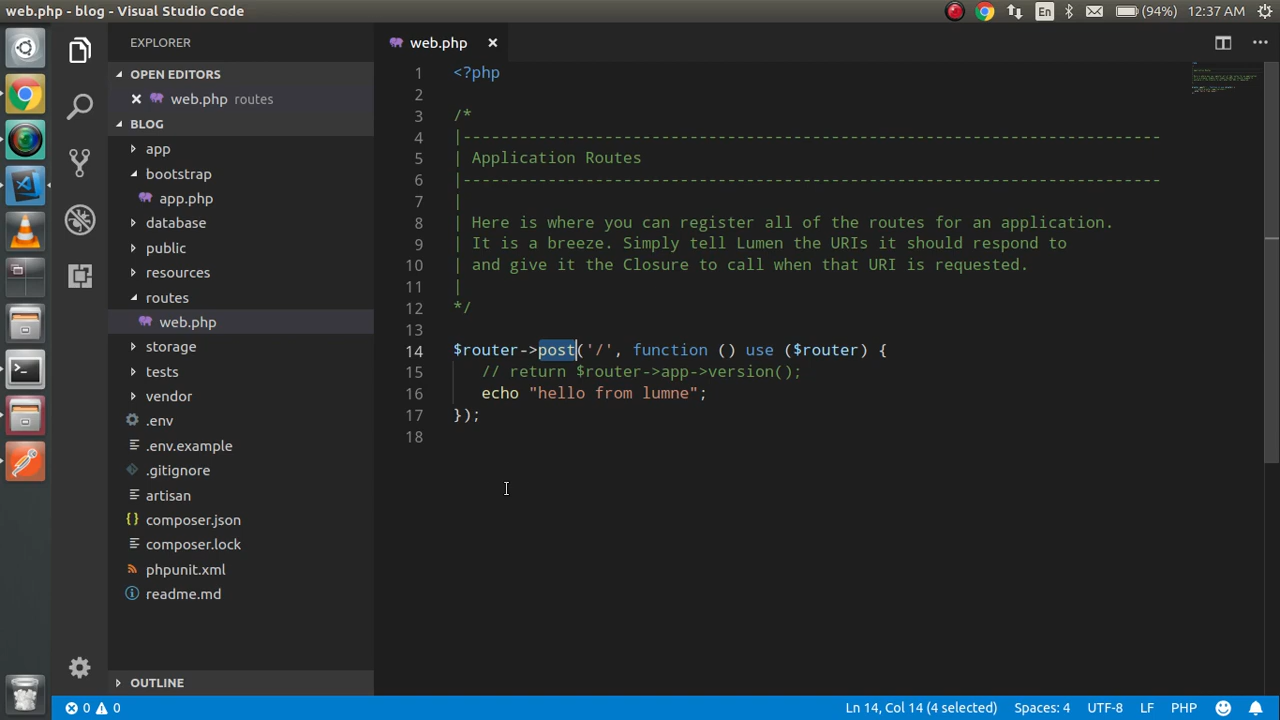 web.php - blog - Visual Studio Code
En
(94%)
12:37 AM
EXPLORER
OPEN EDITORS
web.php routes
BLOG
app
bootstrap
app.php
database
public
resources
routes
web.php
storage
tests
vendor
.env
.env.example
.gitignore
artisan
composer.json
composer.lock
phpunit.xml
readme.md
OUTLINE
web.php
1 <?php
2
3 /*
4 |--------------------------------------------------------------------------
5 | Application Routes
6 |--------------------------------------------------------------------------
7 |
8 | Here is where you can register all of the routes for an application.
9 | It is a breeze. Simply tell Lumen the URIs it should respond to
10 | and give it the Closure to call when that URI is requested.
11 |
12 */
13
14 $router->post('/', function () use ($router) {
15 // return $router->app->version();
16 echo "hello from lumne";
17 });
18
0 0
Ln 14, Col 14 (4 selected)
Spaces: 4
UTF-8
LF
PHP